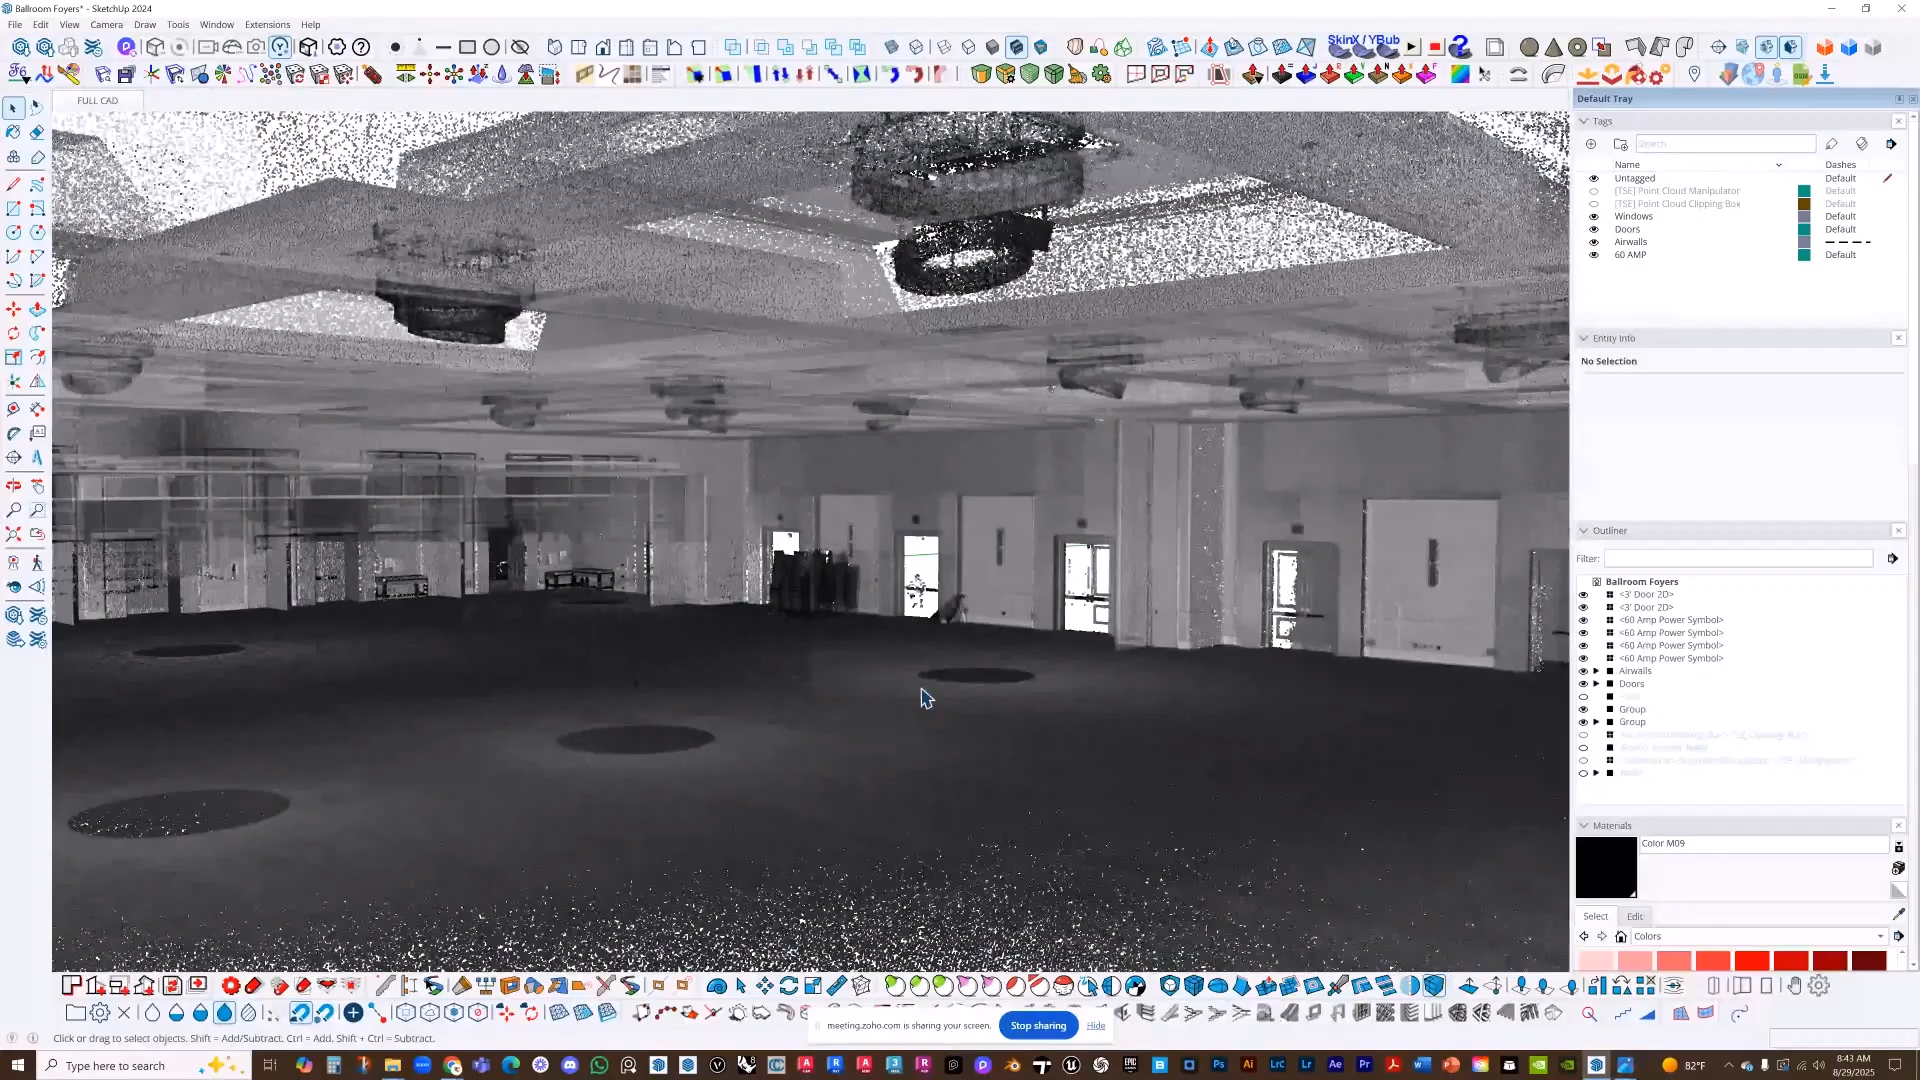 Ballroom Foyers* - SketchUp 2024
File Edit View Camera Draw Tools Window Extensions Help
SkinX / YBub
FULL CAD
Default Tray
Tags
Search
Name Dashes
Untagged Default
[TSE] Point Cloud Manipulator Default
[TSE] Point Cloud Clipping Box Default
Windows Default
Doors Default
Airwalls
60 AMP Default
Entity Info
No Selection
Outliner
Filter:
Ballroom Foyers
<3' Door 2D>
<3' Door 2D>
<60 Amp Power Symbol>
<60 Amp Power Symbol>
<60 Amp Power Symbol>
<60 Amp Power Symbol>
Airwalls
Doors
Group
Group
Materials
Color M09
Select Edit
Colors
meeting.zoho.com is sharing your screen. Stop sharing Hide
Click or drag to select objects. Shift = Add/Subtract. Ctrl = Add. Shift + Ctrl = Subtract.
Type here to search
82°F
8:43 AM
8/29/2025